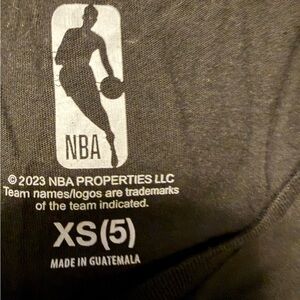 NBA
© 2023 NBA PROPERTIES LLC
Team names/logos are trademarks
of the team indicated.
XS(5)
MADE IN GUATEMALA